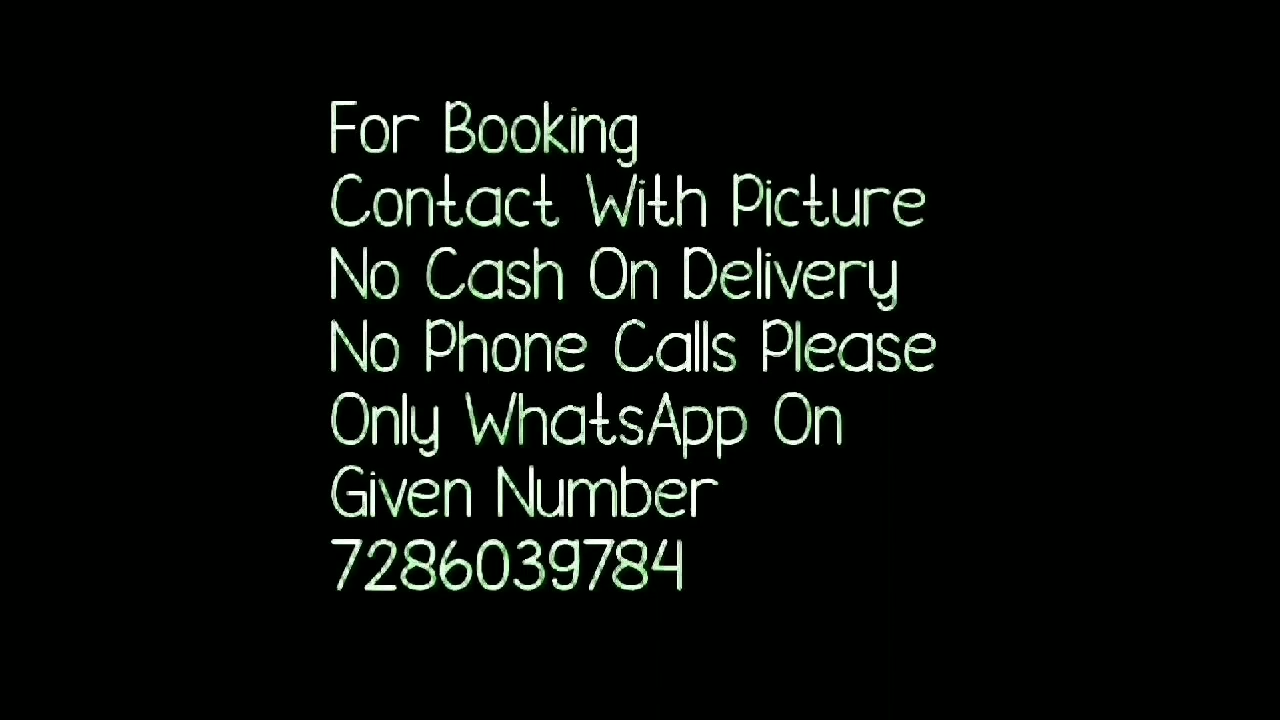 For Booking
Contact With Picture
No Cash On Delivery
No Phone Calls Please
Only WhatsApp On
Given Number
7286039784